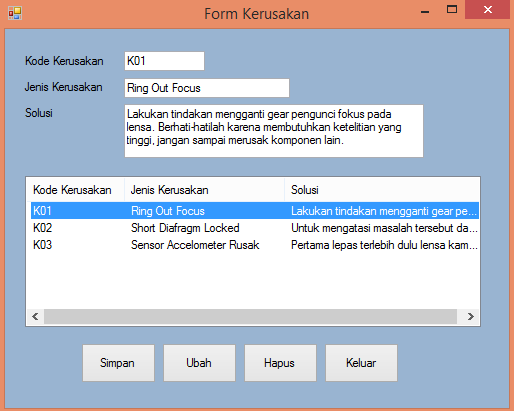 Form Kerusakan
Kode Kerusakan K01
Jenis Kerusakan Ring Out Focus
Solusi Lakukan tindakan mengganti gear pengunci fokus pada
lensa. Berhati-hatilah karena membutuhkan ketelitian yang
tinggi, jangan sampai merusak komponen lain.
Kode Kerusakan Jenis Kerusakan Solusi
K01 Ring Out Focus Lakukan tindakan mengganti gear pe...
K02 Short Diafragm Locked Untuk mengatasi masalah tersebut da...
K03 Sensor Accelometer Rusak Pertama lepas terlebih dulu lensa kam...
Simpan Ubah Hapus Keluar